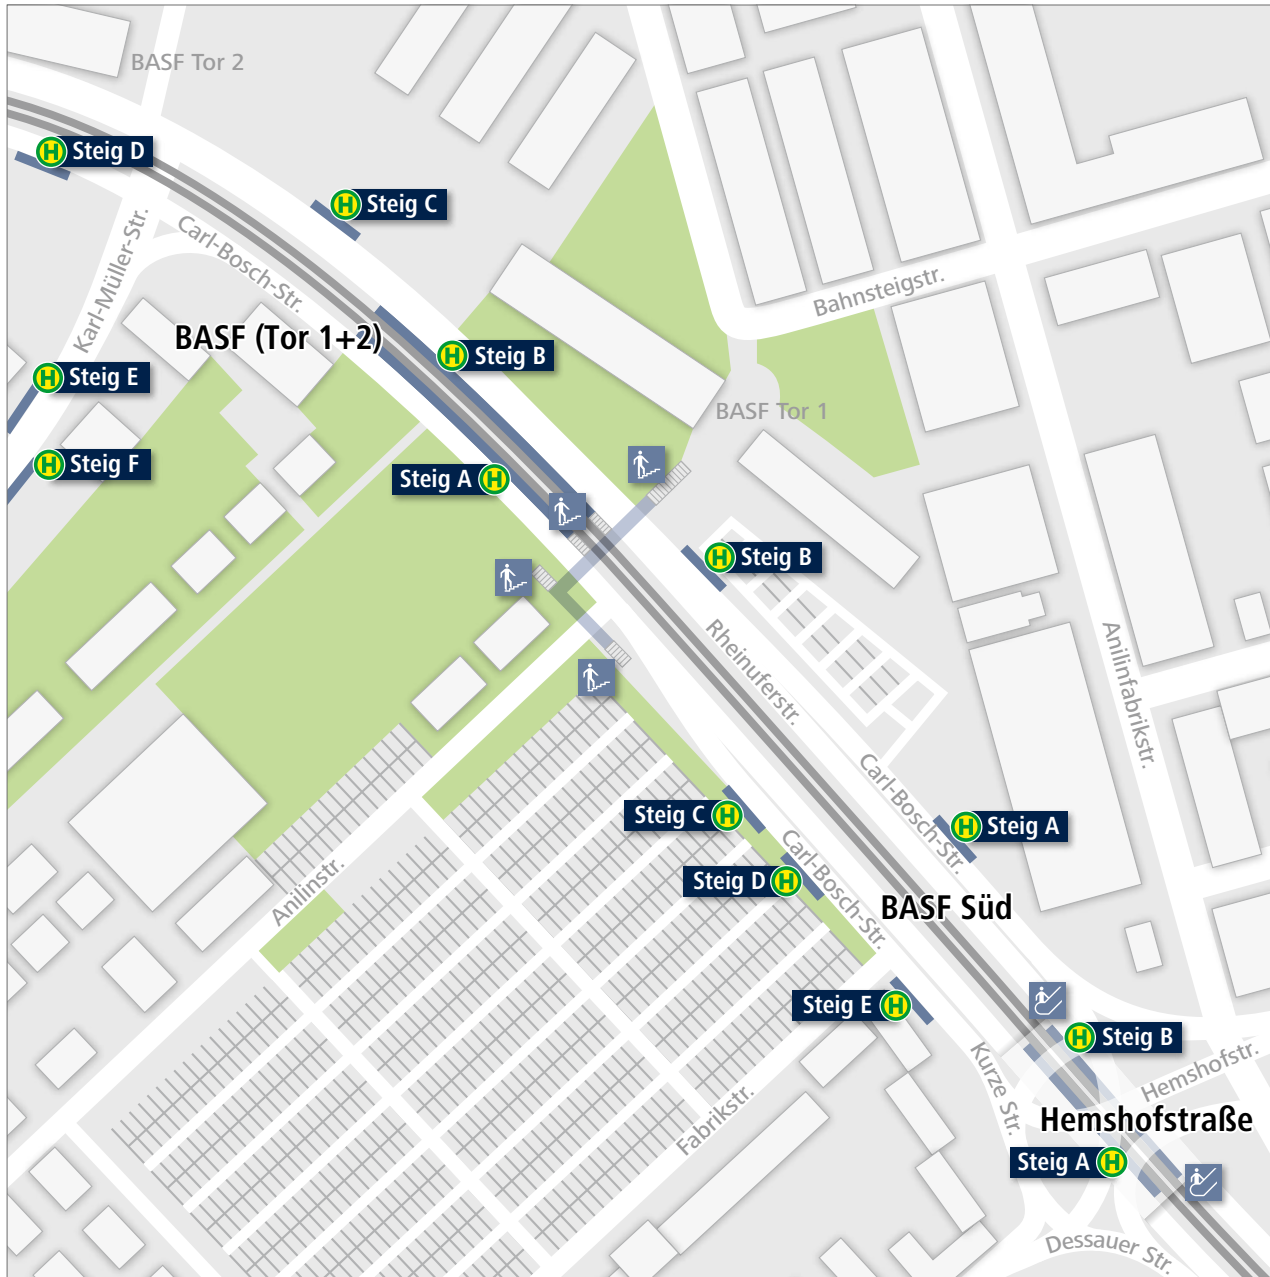 BASF Tor 2
H Steig D
H Steig C
Karl-Müller-Str.
Carl-Bosch-Str.
Bahnsteigstr.
BASF (Tor 1+2)
H Steig B
H Steig E
BASF Tor 1
H Steig F
Steig A H
H Steig B
Rheinuferstr.
Anilinfabrikstr.
Carl-Bosch-Str.
Steig C H
H Steig A
Carl-Bosch-Str.
Anilinstr.
Steig D H
BASF Süd
Steig E H
H Steig B
Kurze Str.
Hemshofstr.
Fabrikstr.
Hemshofstraße
Steig A H
Dessauer Str.